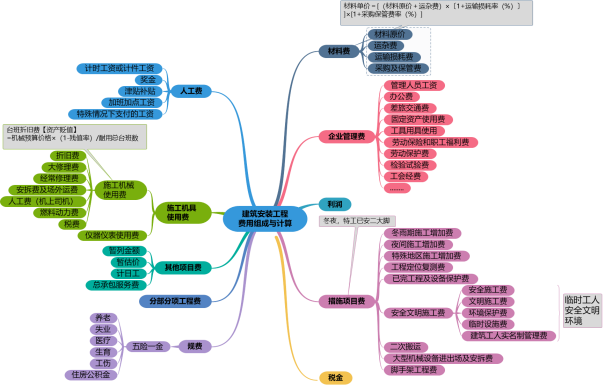 材料单价=[（材料原价+运杂费）×［1+运输损耗率（%）］
]×[1+采购保管费率（%）]
材料费
材料原价
运杂费
运输损耗费
采购及保管费
计时工资或计件工资
奖金
津贴补贴
加班加点工资
特殊情况下支付的工资
人工费
企业管理费
管理人员工资
办公费
差旅交通费
固定资产使用费
工具用具使用
劳动保险和职工福利费
劳动保护费
检验试验费
工会经费
……
台班折旧费【资产贬值】
=机械预算价格×（1-残值率）/耐用总台班数
折旧费
大修理费
经常修理费
安拆费及场外运费
人工费（机上司机）
燃料动力费
税费
施工机械
使用费
仪器仪表使用费
施工机具
使用费
建筑安装工程
费用组成与计算
利润
冬夜，特工已安二大脚
暂列金额
暂估价
计日工
总承包服务费
其他项目费
分部分项工程费
措施项目费
冬雨期施工增加费
夜间施工增加费
特殊地区施工增加费
工程定位复测费
已完工程及设备保护费
安全文明施工费
安全施工费
文明施工费
环境保护费
临时设施费
建筑工人实名制管理费
临时工人
安全文明
环境
二次搬运
大型机械设备进出场及安拆费
脚手架工程费
养老
失业
医疗
生育
工伤
住房公积金
五险一金
规费
税金